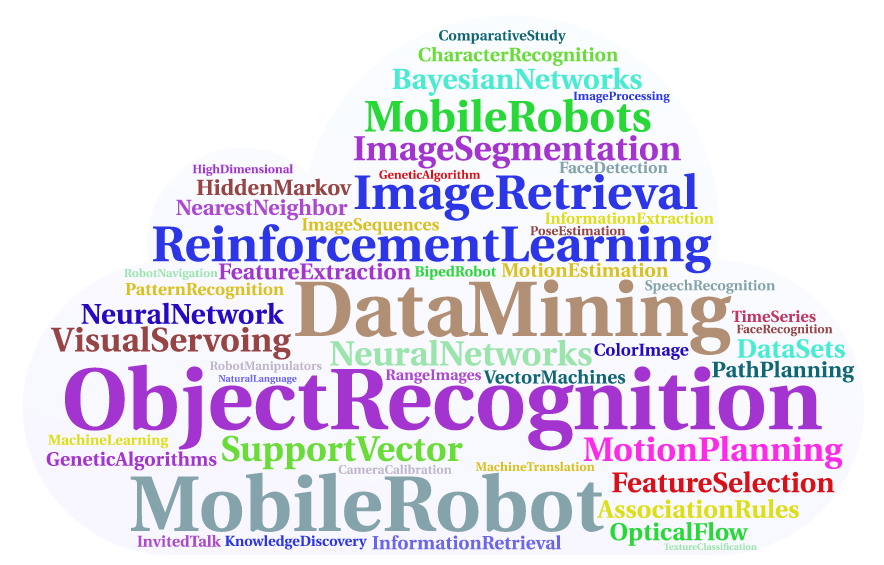 ComparativeStudy
CharacterRecognition
BayesianNetworks
ImageProcessing
MobileRobots
ImageSegmentation
HighDimensional
GeneticAlgorithm
FaceDetection
HiddenMarkov
ImageRetrieval
NearestNeighbor
ImageSequences
InformationExtraction
PoseEstimation
ReinforcementLearning
RobotNavigation
FeatureExtraction
BipedRobot
MotionEstimation
PatternRecognition
DataMining
SpeechRecognition
NeuralNetwork
TimeSeries
FaceRecognition
VisualServoing
NeuralNetworks
ColorImage
DataSets
RobotManipulators
NaturalLanguage
RangeImages
VectorMachines
PathPlanning
ObjectRecognition
MachineLearning
SupportVector
MotionPlanning
GeneticAlgorithms
CameraCalibration
MachineTranslation
MobileRobot
FeatureSelection
AssociationRules
OpticalFlow
InvitedTalk
KnowledgeDiscovery
InformationRetrieval
TextureClassification